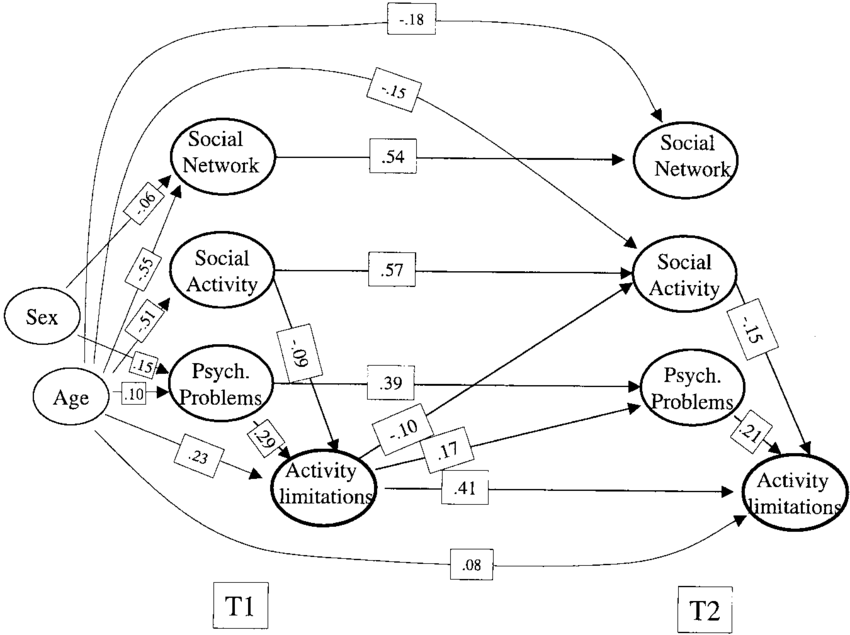 -.18
-.15
Social
Network
.54
Social
Network
-.06
-.55
Social
Activity
.57
Social
Activity
-.51
Sex
-.09
-.15
.15
Psych.
Problems
.39
Psych.
Problems
Age
.10
.29
-.10
.17
.21
.23
Activity
limitations
.41
Activity
limitations
.08
T1
T2